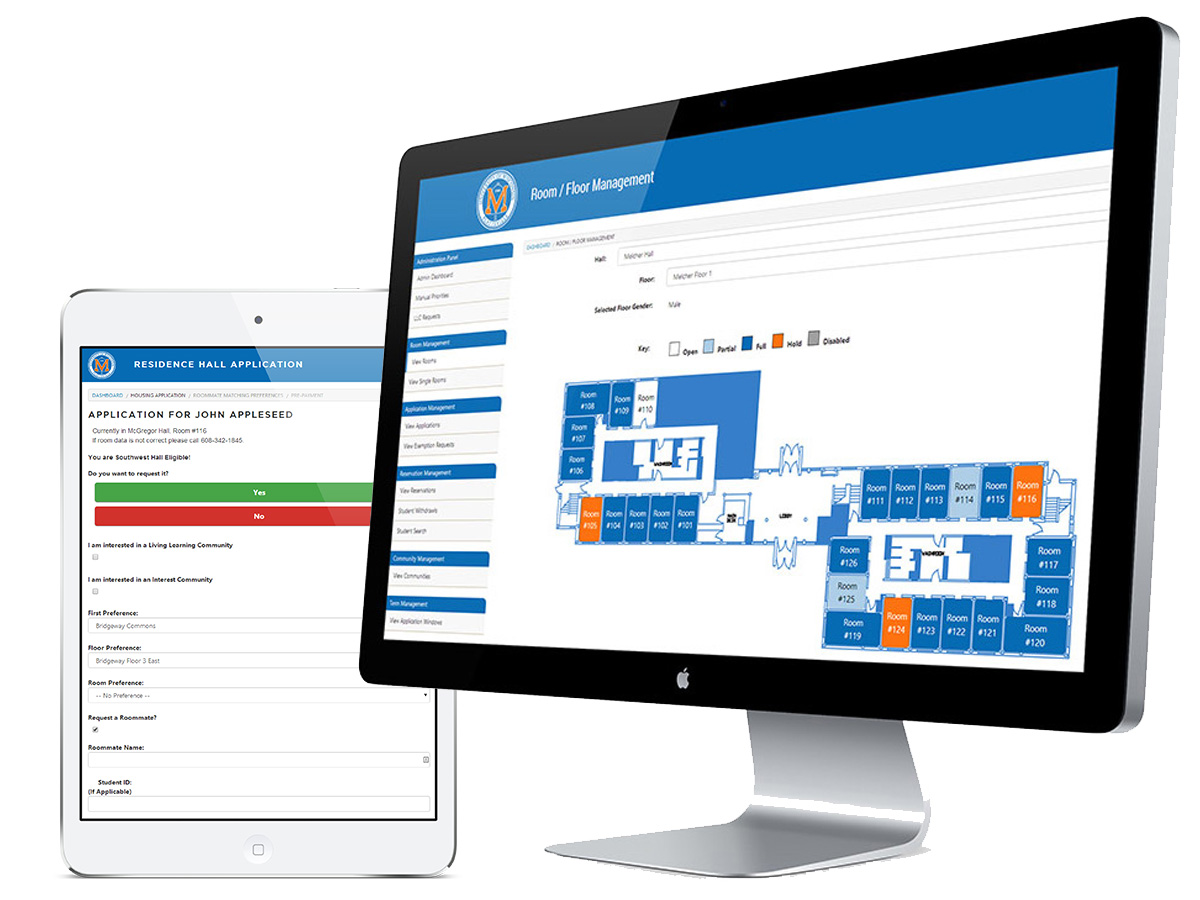 RESIDENCE HALL APPLICATION
DASHBOARD / HOUSING APPLICATION / ROOMMATE MATCHING PREFERENCES / PRE-PAYMENT
APPLICATION FOR JOHN APPLESEED
Currently in McGregor Hall, Room #116
If room data is not correct please call 608-342-1845
You are Southwest Hall Eligible!
Do you want to request it?
Yes
No
I am interested in a Living Learning Community
I am interested in an Interest Community
First Preference:
Bridgeway Commons
Floor Preference:
Bridgeway Floor 3 East
Room Preference:
-- No Preference --
Request a Roommate?
Roommate Name:
Student ID:
(If Applicable)
M
Room / Floor Management
Administration Panel
Admin Dashboard
Manual Priorities
LLC Requests
Room Management
View Rooms
View Single Rooms
Application Management
View Applications
View Exemption Requests
Reservation Management
View Reservations
Student Withdrawls
Student Search
Community Management
View Communities
Term Management
View Application Windows
DASHBOARD / ROOM / FLOOR MANAGEMENT
Hall: Melcher Hall
Floor: Melcher Floor 1
Selected Floor Gender: Male
Key: Open Partial Full Hold Disabled
Room #108
Room #109
Room #110
Room #107
Room #106
WASHROOM
Room #105
Room #104
Room #103
Room #102
Room #101
MAIN DESK
LOBBY
Room #111
Room #112
Room #113
Room #114
Room #115
Room #116
Room #126
WASHROOM
Room #117
Room #125
Room #118
Room #119
Room #124
Room #123
Room #122
Room #121
Room #120